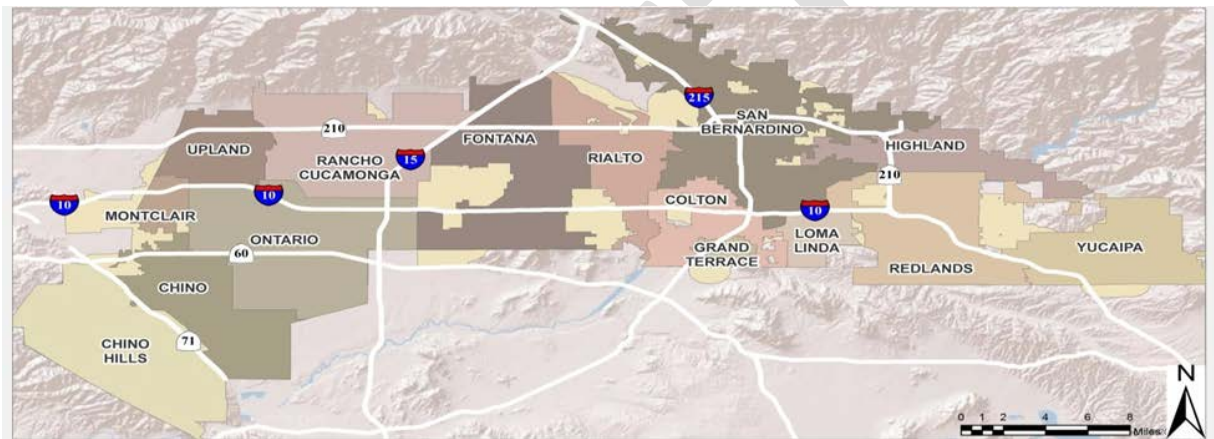 215
SAN
BERNARDINO
210
UPLAND
FONTANA
HIGHLAND
RANCHO
CUCAMONGA
15
RIALTO
210
10
10
MONTCLAIR
COLTON
10
ONTARIO
LOMA
LINDA
GRAND
TERRACE
YUCAIPA
60
REDLANDS
CHINO
CHINO
HILLS
71
N
0 1 2 4 6 8
Miles